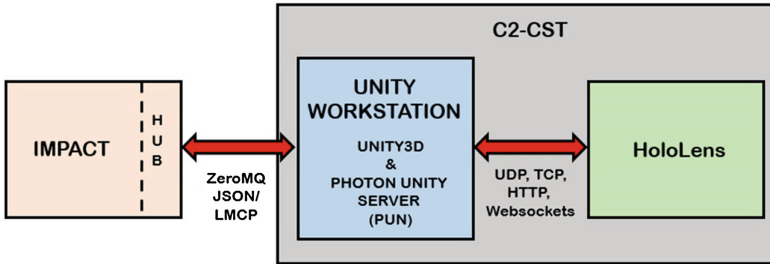 C2-CST
IMPACT
H
U
B
ZeroMQ
JSON/
LMCP
UNITY
WORKSTATION
UNITY3D
&
PHOTON UNITY
SERVER
(PUN)
UDP, TCP,
HTTP,
Websockets
HoloLens